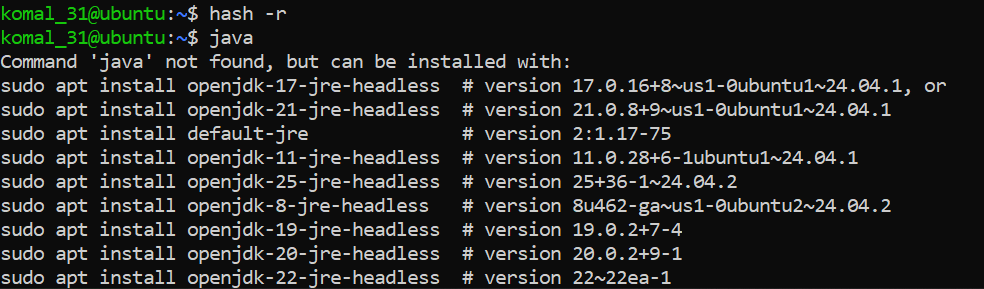 komal_31@ubuntu:~$ hash -r
komal_31@ubuntu:~$ java
Command 'java' not found, but can be installed with:
sudo apt install openjdk-17-jre-headless  # version 17.0.16+8~us1-0ubuntu1~24.04.1, or
sudo apt install openjdk-21-jre-headless  # version 21.0.8+9~us1-0ubuntu1~24.04.1
sudo apt install default-jre              # version 2:1.17-75
sudo apt install openjdk-11-jre-headless  # version 11.0.28+6-1ubuntu1~24.04.1
sudo apt install openjdk-25-jre-headless  # version 25+36-1~24.04.2
sudo apt install openjdk-8-jre-headless   # version 8u462-ga~us1-0ubuntu2~24.04.2
sudo apt install openjdk-19-jre-headless  # version 19.0.2+7-4
sudo apt install openjdk-20-jre-headless  # version 20.0.2+9-1
sudo apt install openjdk-22-jre-headless  # version 22~22ea-1